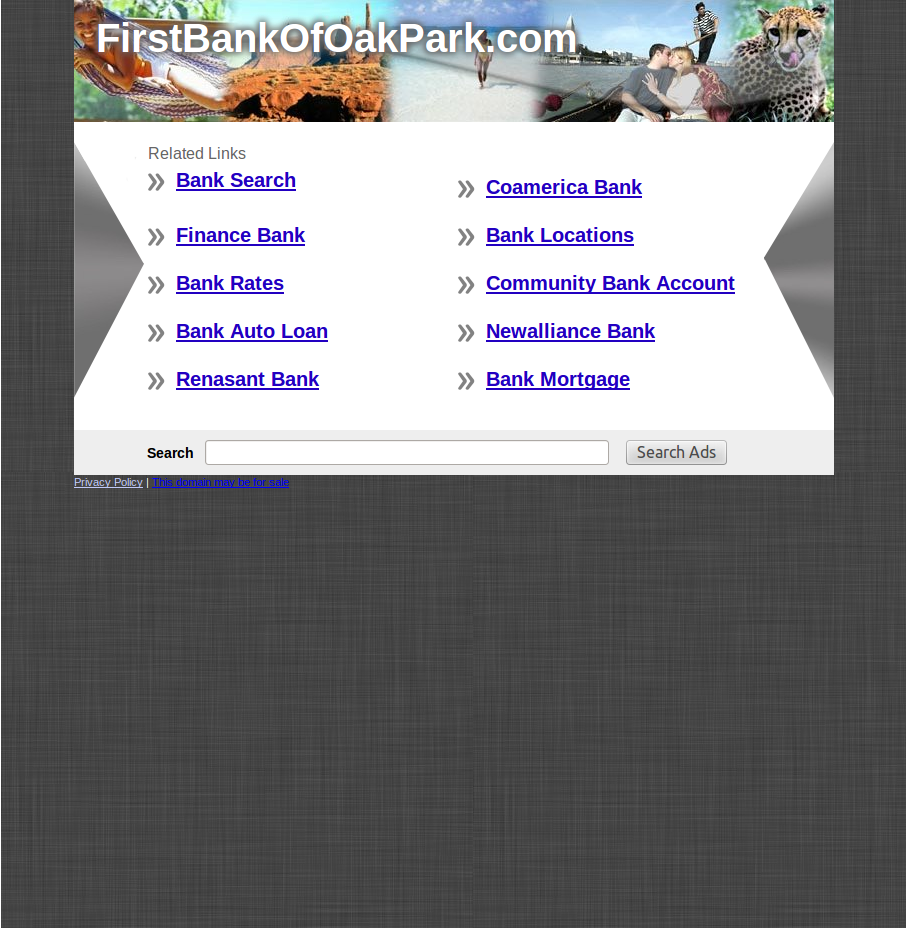 FirstBankOfOakPark.com
Related Links
Bank Search
Coamerica Bank
Finance Bank
Bank Locations
Bank Rates
Community Bank Account
Bank Auto Loan
Newalliance Bank
Renasant Bank
Bank Mortgage
Search Search Ads
Privacy Policy | This domain may be for sale